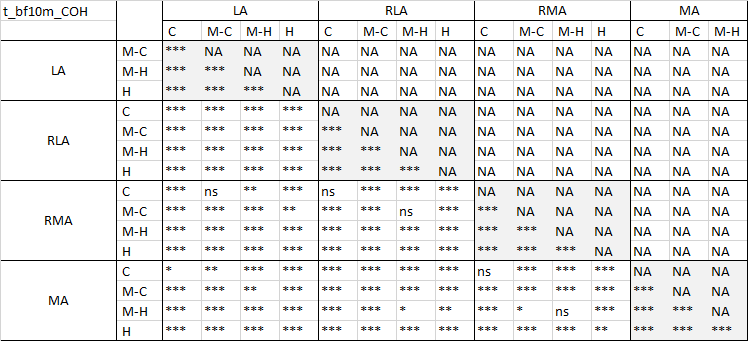 t_bf10m_COH LA RLA RMA MA
C M-C M-H H C M-C M-H H C M-C M-H H C M-C M-H
LA M-C *** NA NA NA NA NA NA NA NA NA NA NA NA NA NA
M-H *** *** NA NA NA NA NA NA NA NA NA NA NA NA NA
H *** *** *** NA NA NA NA NA NA NA NA NA NA NA NA
RLA C *** *** *** *** NA NA NA NA NA NA NA NA NA NA NA
M-C *** *** *** *** *** NA NA NA NA NA NA NA NA NA NA
M-H *** *** *** *** *** *** NA NA NA NA NA NA NA NA NA
H *** *** *** *** *** *** *** NA NA NA NA NA NA NA NA
RMA C *** ns ** *** ns *** *** *** NA NA NA NA NA NA NA
M-C *** *** *** ** *** *** ns *** *** NA NA NA NA NA NA
M-H *** *** *** *** *** *** *** *** *** *** NA NA NA NA NA
H *** *** *** *** *** *** *** *** *** *** *** NA NA NA NA
MA C * ** *** *** *** *** *** *** ns *** *** *** NA NA NA
M-C *** *** ** *** *** *** *** *** *** *** *** *** *** NA NA
M-H *** *** *** *** *** *** * ** *** * ns *** *** *** NA
H *** *** *** *** *** *** *** *** *** *** *** ** *** *** ***